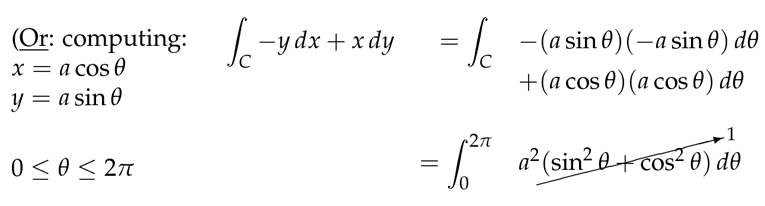 (Or: computing: ∫_C −y dx + x dy = ∫_C −(a sin θ)(−a sin θ) dθ
x = a cos θ
+(a cos θ)(a cos θ) dθ
y = a sin θ
0 ≤ θ ≤ 2π = ∫_0^{2π} a²(sin² θ + cos² θ) dθ 1